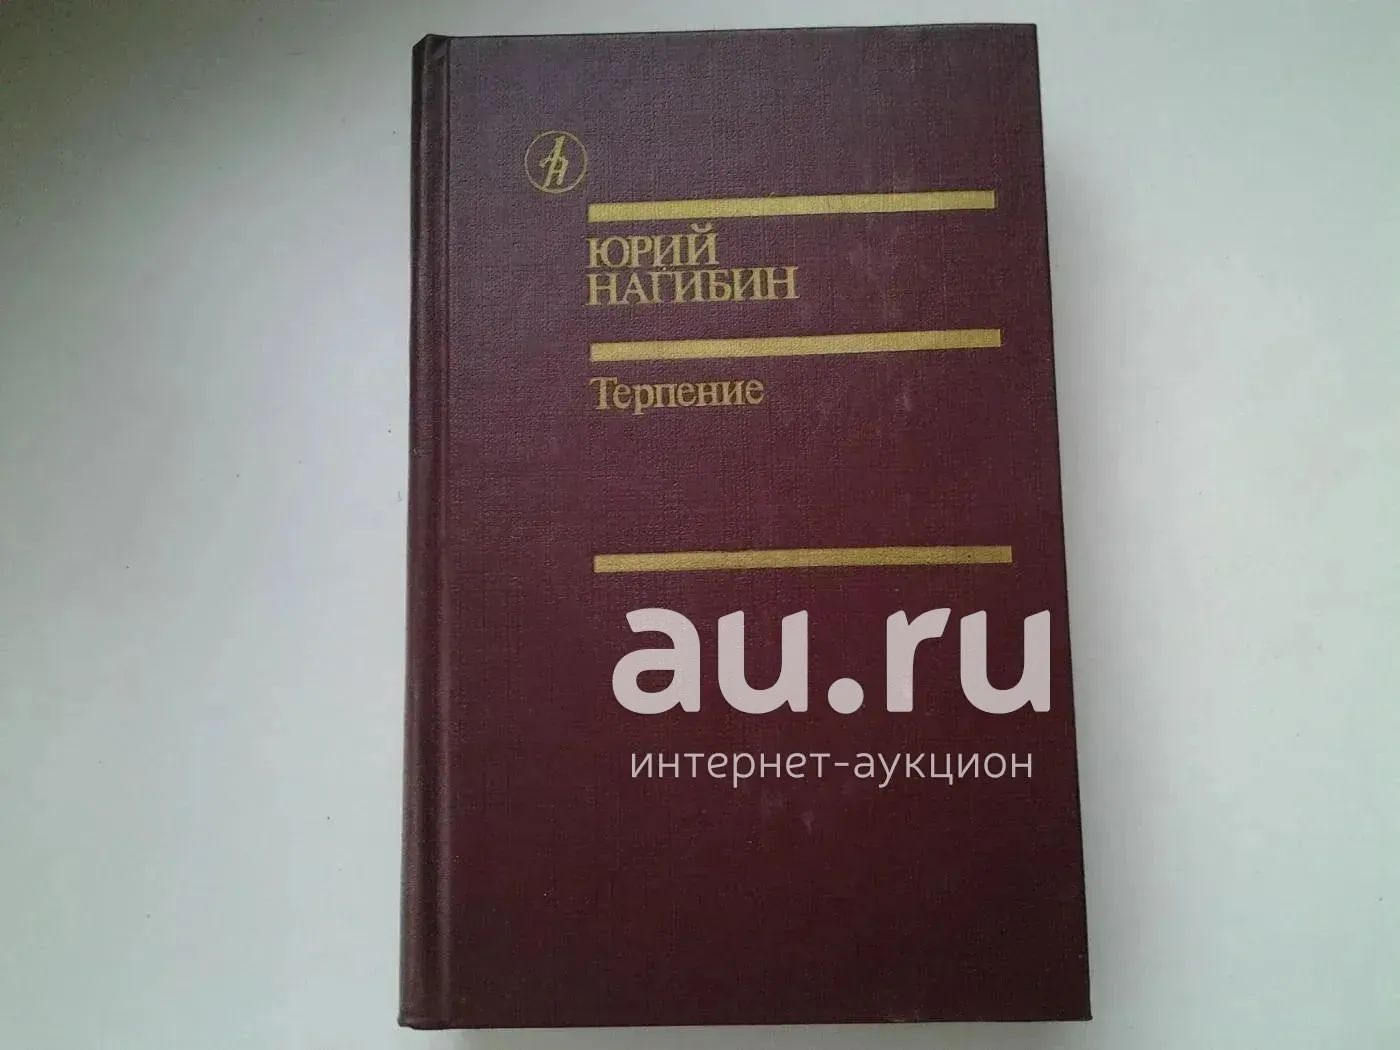 ЮРИЙ
НАГИБИН
Терпение
au.ru
интернет-аукцион